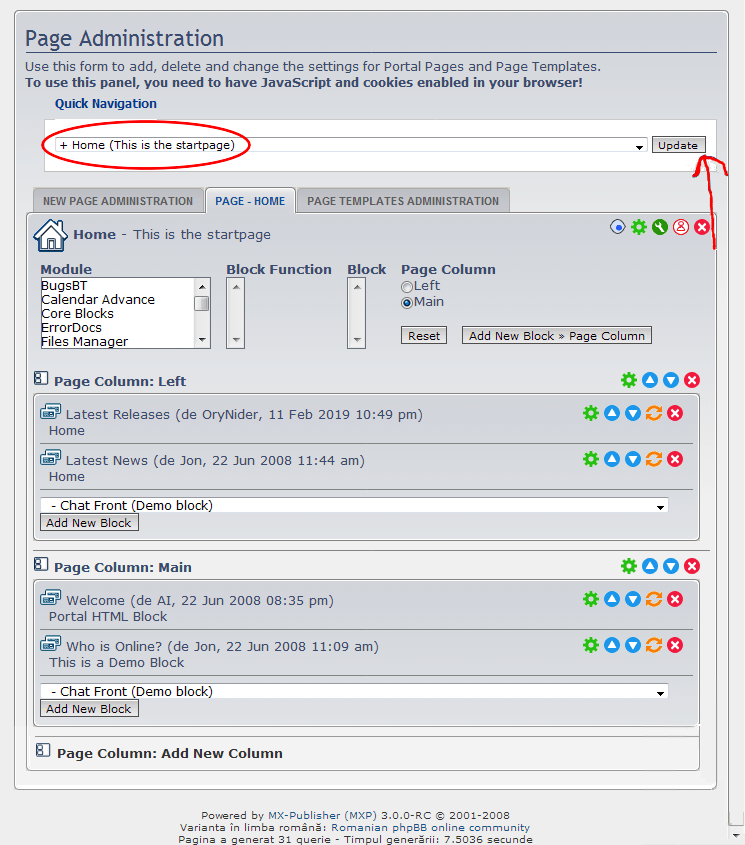 Page Administration
Use this form to add, delete and change the settings for Portal Pages and Page Templates.
To use this panel, you need to have JavaScript and cookies enabled in your browser!
Quick Navigation
+ Home (This is the startpage)
Update
NEW PAGE ADMINISTRATION PAGE - HOME PAGE TEMPLATES ADMINISTRATION
Home - This is the startpage
Module Block Function Block Page Column
BugsBT
Calendar Advance
Core Blocks
ErrorDocs
Files Manager
Left
Main
Reset Add New Block » Page Column
Page Column: Left
Latest Releases (de OryNider, 11 Feb 2019 10:49 pm)
Home
Latest News (de Jon, 22 Jun 2008 11:44 am)
Home
- Chat Front (Demo block)
Add New Block
Page Column: Main
Welcome (de AI, 22 Jun 2008 08:35 pm)
Portal HTML Block
Who is Online? (de Jon, 22 Jun 2008 11:09 am)
This is a Demo Block
- Chat Front (Demo block)
Add New Block
Page Column: Add New Column
Powered by MX-Publisher (MXP) 3.0.0-RC © 2001-2008
Varianta în limba română: Romanian phpBB online community
Pagina a generat 31 querie - Timpul generării: 7.5036 secunde